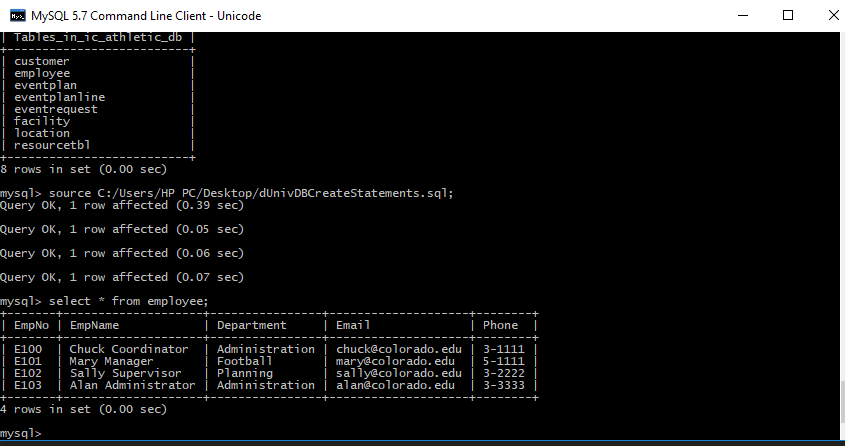 MySQL 5.7 Command Line Client - Unicode
| Tables_in_ic_athletic_db |
+--------------------------+
| customer                 |
| employee                 |
| eventplan                |
| eventplanline            |
| eventrequest             |
| facility                 |
| location                 |
| resourcetbl              |
+--------------------------+
8 rows in set (0.00 sec)
mysql> source C:/Users/HP PC/Desktop/dUnivDBCreateStatements.sql;
Query OK, 1 row affected (0.39 sec)
Query OK, 1 row affected (0.05 sec)
Query OK, 1 row affected (0.06 sec)
Query OK, 1 row affected (0.07 sec)
mysql> select * from employee;
+-------+--------------------+----------------+--------------------+--------+
| EmpNo | EmpName            | Department     | Email              | Phone  |
+-------+--------------------+----------------+--------------------+--------+
| E100  | Chuck Coordinator  | Administration | chuck@colorado.edu | 3-1111 |
| E101  | Mary Manager       | Football       | mary@colorado.edu  | 5-1111 |
| E102  | Sally Supervisor   | Planning       | sally@colorado.edu | 3-2222 |
| E103  | Alan Administrator | Administration | alan@colorado.edu  | 3-3333 |
+-------+--------------------+----------------+--------------------+--------+
4 rows in set (0.00 sec)
mysql>